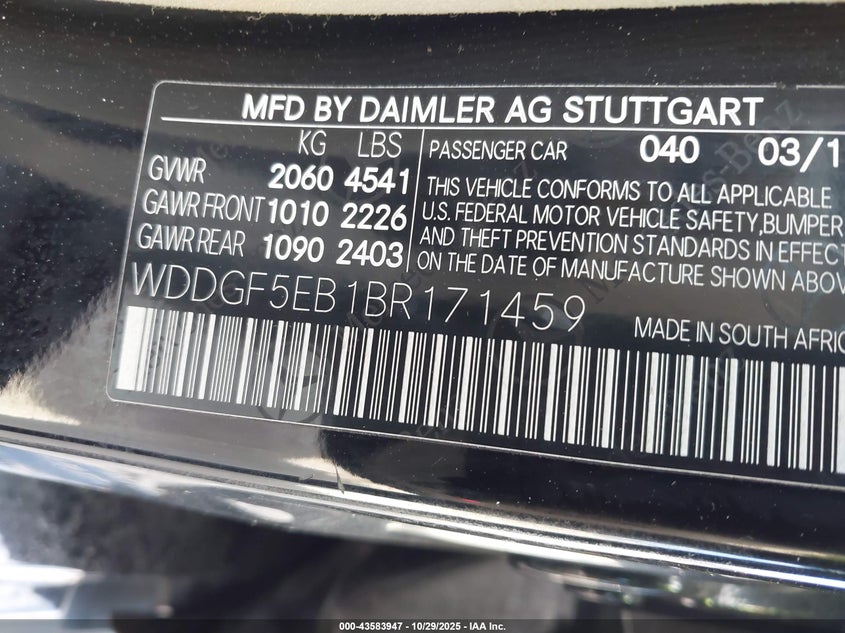 MFD BY DAIMLER AG STUTTGART
KG LBS
GVWR 2060 4541
GAWR FRONT 1010 2226
GAWR REAR 1090 2403
PASSENGER CAR 040 03/1
THIS VEHICLE CONFORMS TO ALL APPLICABLE
U.S. FEDERAL MOTOR VEHICLE SAFETY,BUMPER
AND THEFT PREVENTION STANDARDS IN EFFECT
ON THE DATE OF MANUFACTURE SHOWN ABOV
WDDGF5EB1BR171459
MADE IN SOUTH AFRIC
000-43583947 / 10/29/2025 - IAA Inc.